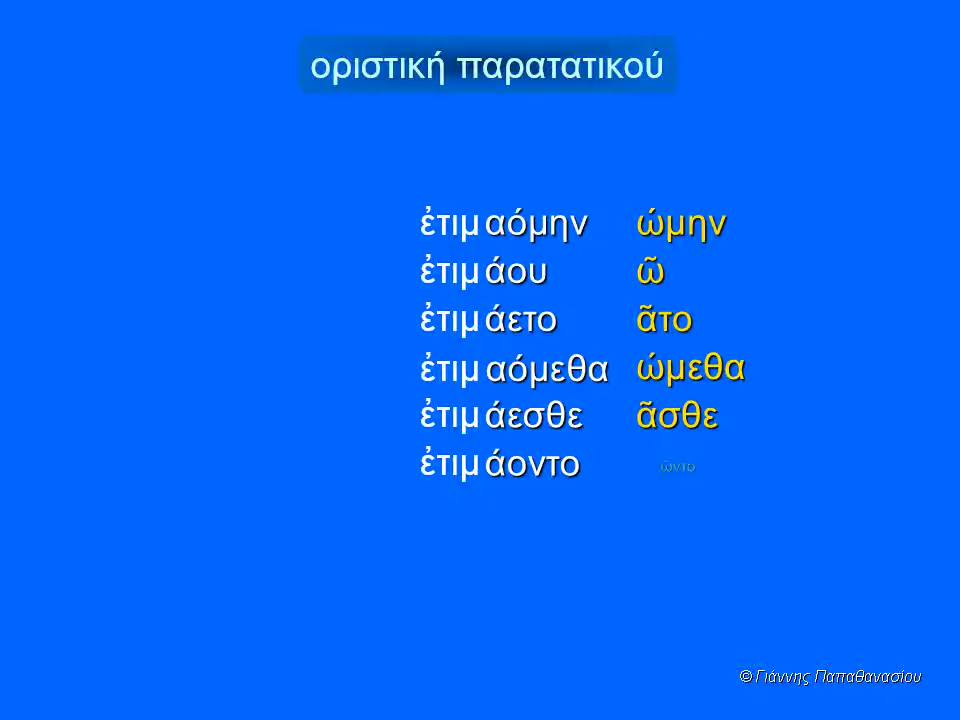 οριστική παρατατικού
ἐτιμ αόμην ώμην
ἐτιμ άου ῶ
ἐτιμ άετο ᾶτο
ἐτιμ αόμεθα ώμεθα
ἐτιμ άεσθε ᾶσθε
ἐτιμ άοντο ῶντο
© Γιάννης Παπαθανασίου